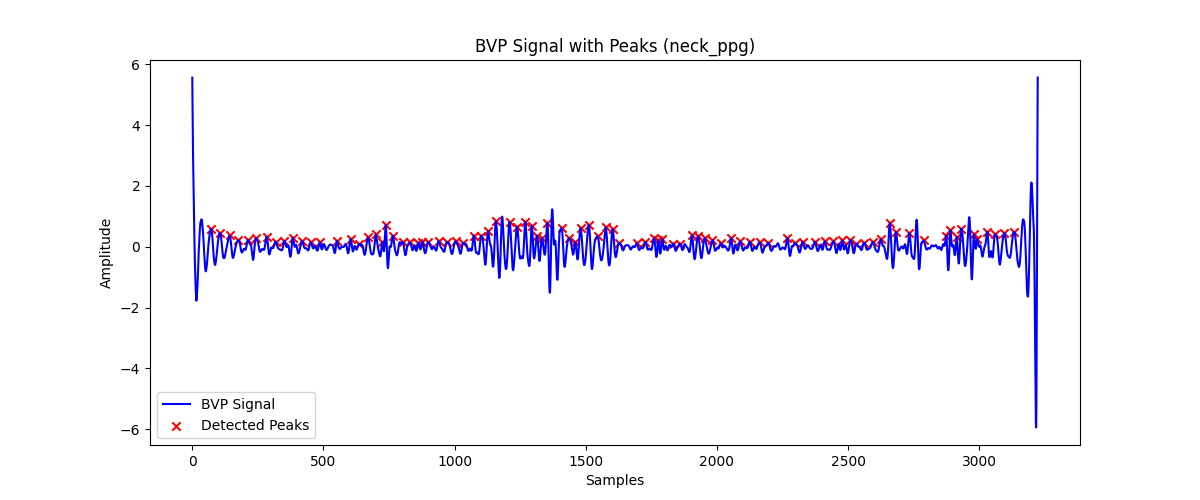 BVP Signal with Peaks (neck_ppg)
Amplitude
6
4
2
0
−2
−4
−6
BVP Signal
Detected Peaks
0 500 1000 1500 2000 2500 3000
Samples